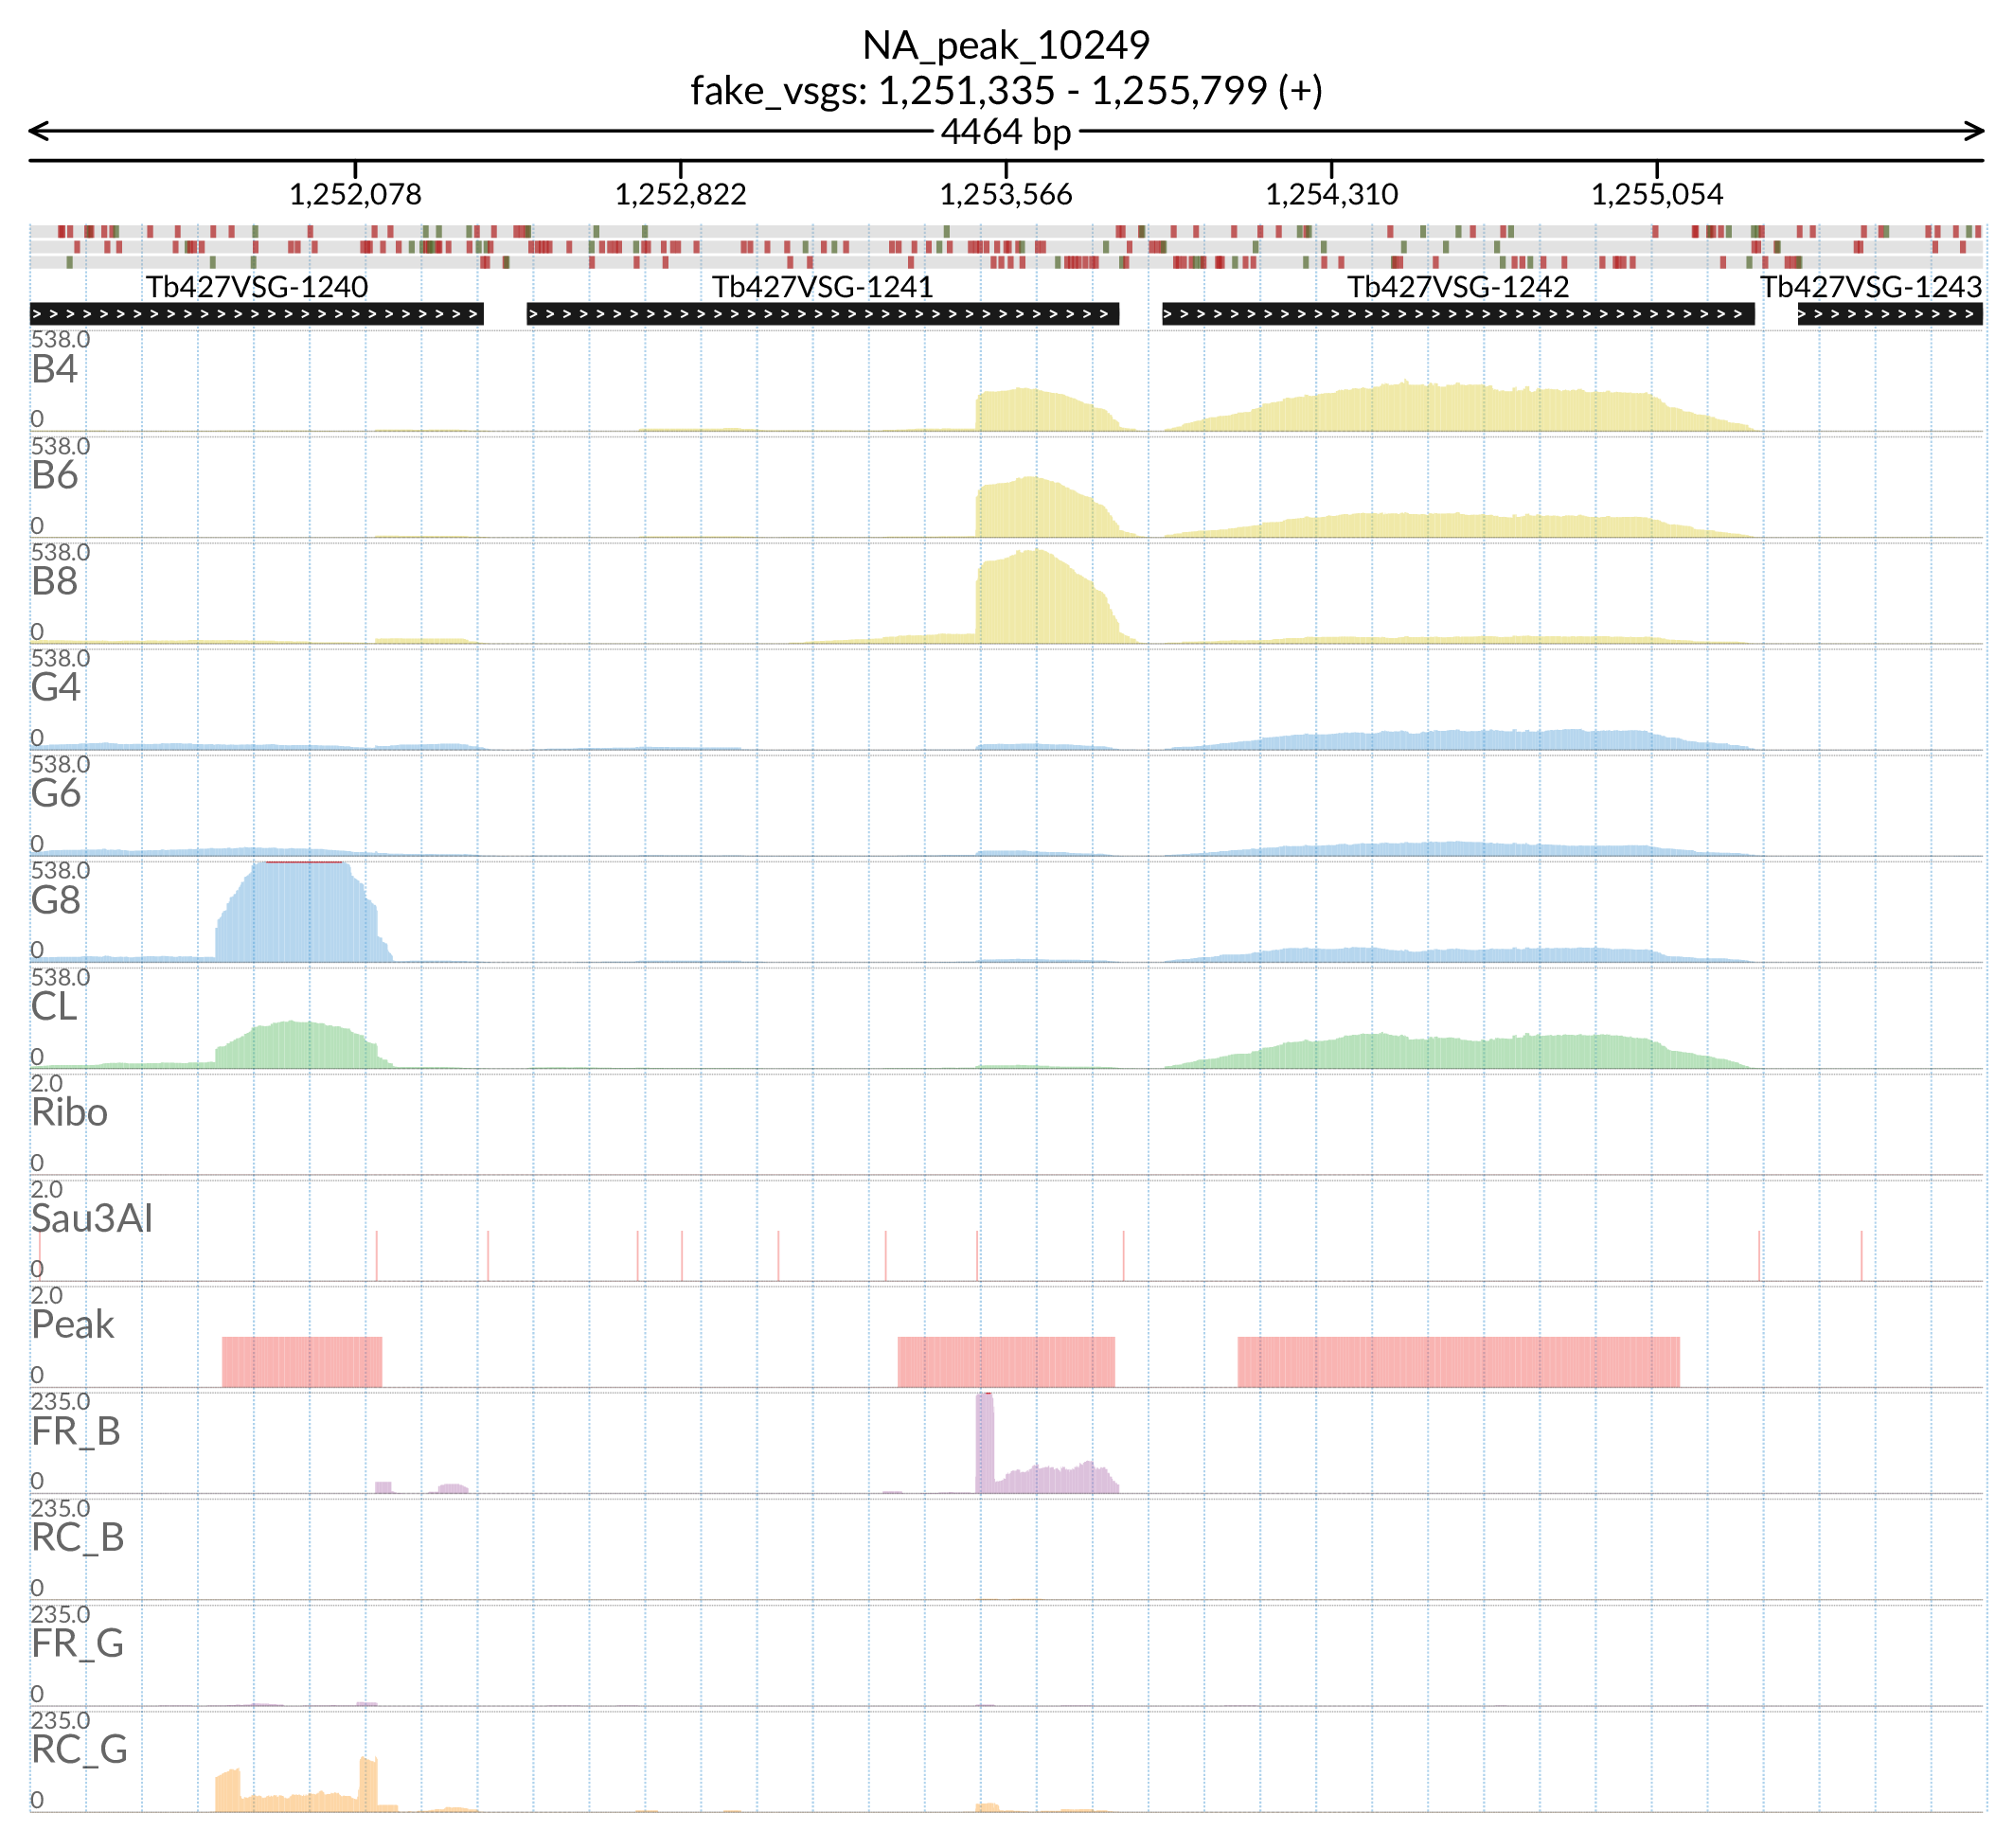 NA_peak_10249
fake_vsgs: 1,251,335 - 1,255,799 (+)
4464 bp
1,252,078 1,252,822 1,253,566 1,254,310 1,255,054
Tb427VSG-1240 Tb427VSG-1241 Tb427VSG-1242 Tb427VSG-1243
538.0
B4
0
538.0
B6
0
538.0
B8
0
538.0
G4
0
538.0
G6
0
538.0
G8
0
538.0
CL
0
2.0
Ribo
0
2.0
Sau3AI
0
2.0
Peak
0
235.0
FR_B
0
235.0
RC_B
0
235.0
FR_G
0
235.0
RC_G
0